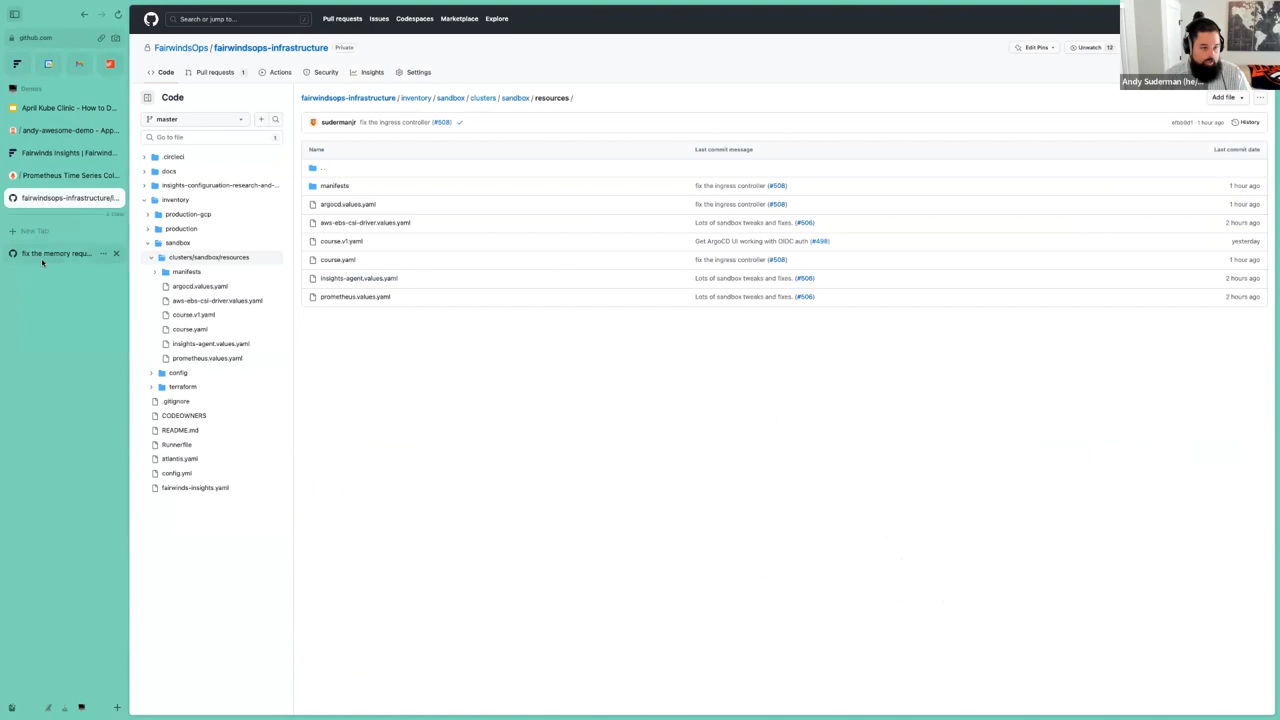 github.com
Demos
April Kube Clinic - How to D...
/ andy-awesome-demo - App...
Fairwinds Insights | Fairwind...
/ Prometheus Time Series Col...
fairwindsops-infrastructure/i...
New Tab
fix the memory requ...
Search or jump to...
/
Pull requests
Issues
Codespaces
Marketplace
Explore
FairwindsOps / fairwindsops-infrastructure
Private
Edit Pins
Unwatch 12
Code
Pull requests 1
Actions
Security
Insights
Settings
Andy Suderman (he/
Code
master
Go to file
t
.circleci
docs
insights-configuruation-research-and-...
inventory
production-gcp
production
sandbox
clusters/sandbox/resources
manifests
argocd.values.yaml
aws-ebs-csi-driver.values.yaml
course.v1.yaml
course.yaml
insights-agent.values.yaml
prometheus.values.yaml
config
terraform
.gitignore
CODEOWNERS
README.md
Runnerfile
atlantis.yaml
config.yml
fairwinds-insights.yaml
fairwindsops-infrastructure / inventory / sandbox / clusters / sandbox / resources /
Add file
sudermanjr fix the ingress controller (#508)
efbb9d1 · 1 hour ago
History
Name Last commit message Last commit date
..
manifests fix the ingress controller (#508) 1 hour ago
argocd.values.yaml fix the ingress controller (#508) 1 hour ago
aws-ebs-csi-driver.values.yaml Lots of sandbox tweaks and fixes. (#506) 2 hours ago
course.v1.yaml Get ArgoCD UI working with OIDC auth (#498) yesterday
course.yaml fix the ingress controller (#508) 1 hour ago
insights-agent.values.yaml Lots of sandbox tweaks and fixes. (#506) 2 hours ago
prometheus.values.yaml Lots of sandbox tweaks and fixes. (#506) 2 hours ago